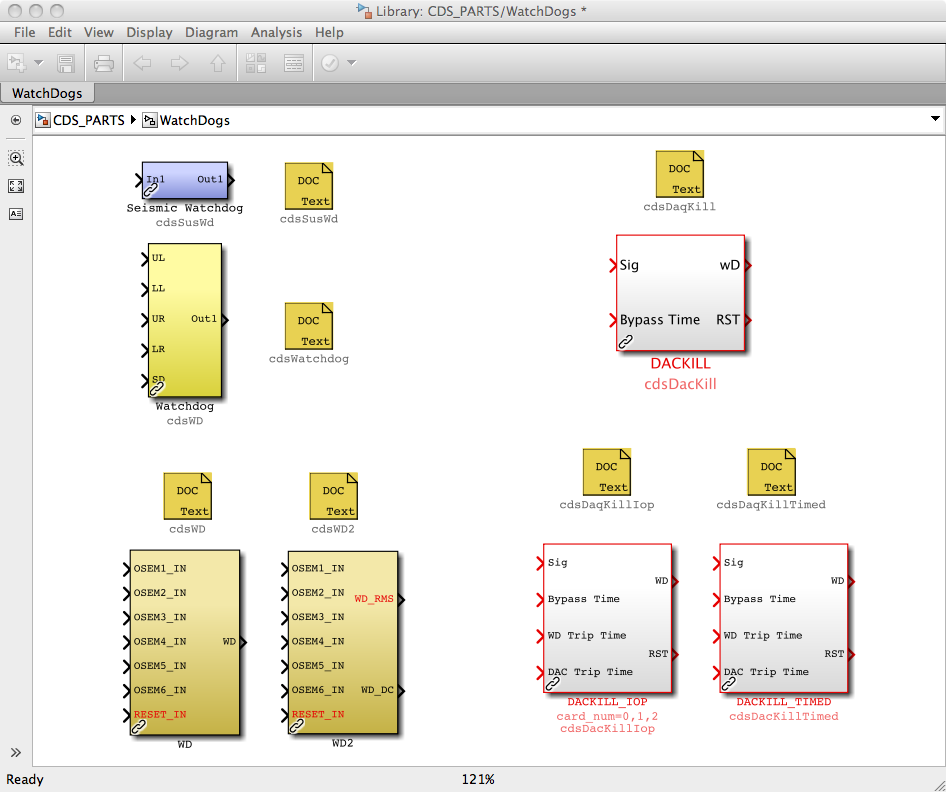 Library: CDS_PARTS/WatchDogs *
File Edit View Display Diagram Analysis Help
WatchDogs
CDS_PARTS WatchDogs
In1 Out1
Seismic Watchdog
cdsSusWd
DOC
Text
cdsSusWd
UL
LL
UR Out1
LR
SD
Watchdog
cdsWD
DOC
Text
cdsWatchdog
DOC
Text
cdsDaqKill
Sig wD
Bypass Time RST
DACKILL
cdsDacKill
DOC
Text
cdsWD
DOC
Text
cdsWD2
OSEM1_IN
OSEM2_IN
OSEM3_IN
OSEM4_IN WD
OSEM5_IN
OSEM6_IN
RESET_IN
WD
OSEM1_IN
OSEM2_IN WD_RMS
OSEM3_IN
OSEM4_IN
OSEM5_IN
OSEM6_IN WD_DC
RESET_IN
WD2
DOC
Text
cdsDaqKillIop
DOC
Text
cdsDaqKillTimed
Sig
WD
Bypass Time
WD Trip Time
RST
DAC Trip Time
DACKILL_IOP
card_num=0,1,2
cdsDacKillIop
Sig
WD
Bypass Time
WD Trip Time
RST
DAC Trip Time
DACKILL_TIMED
cdsDacKillTimed
Ready 121%